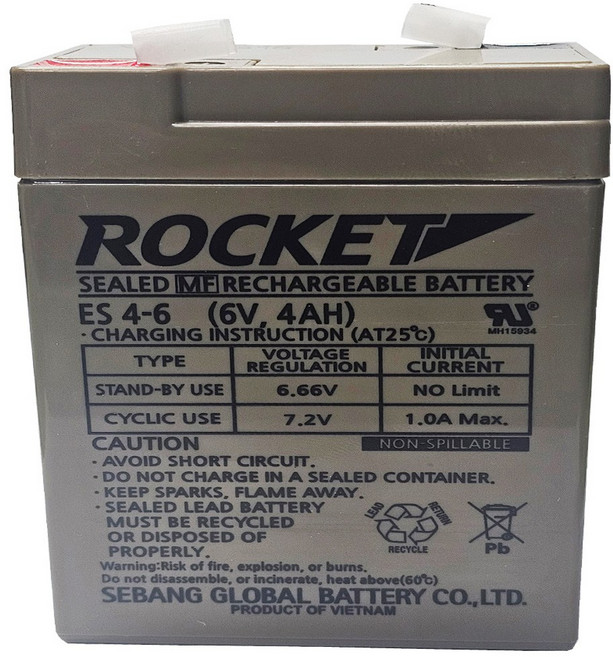 ROCKET
SEALED MF RECHARGEABLE BATTERY
ES 4-6 (6V, 4AH)
MH15934
· CHARGING INSTRUCTION (AT25℃)
TYPE VOLTAGE REGULATION INITIAL CURRENT
STAND-BY USE 6.66V NO Limit
CYCLIC USE 7.2V 1.0A Max.
CAUTION NON-SPILLABLE
· AVOID SHORT CIRCUIT.
· DO NOT CHARGE IN A SEALED CONTAINER.
· KEEP SPARKS, FLAME AWAY.
· SEALED LEAD BATTERY
MUST BE RECYCLED
OR DISPOSED OF
PROPERLY.
LEAD RETURN
RECYCLE
Pb
Warning:Risk of fire, explosion, or burns.
Do not disassemble, or incinerate, heat above(60℃)
SEBANG GLOBAL BATTERY CO.,LTD.
PRODUCT OF VIETNAM